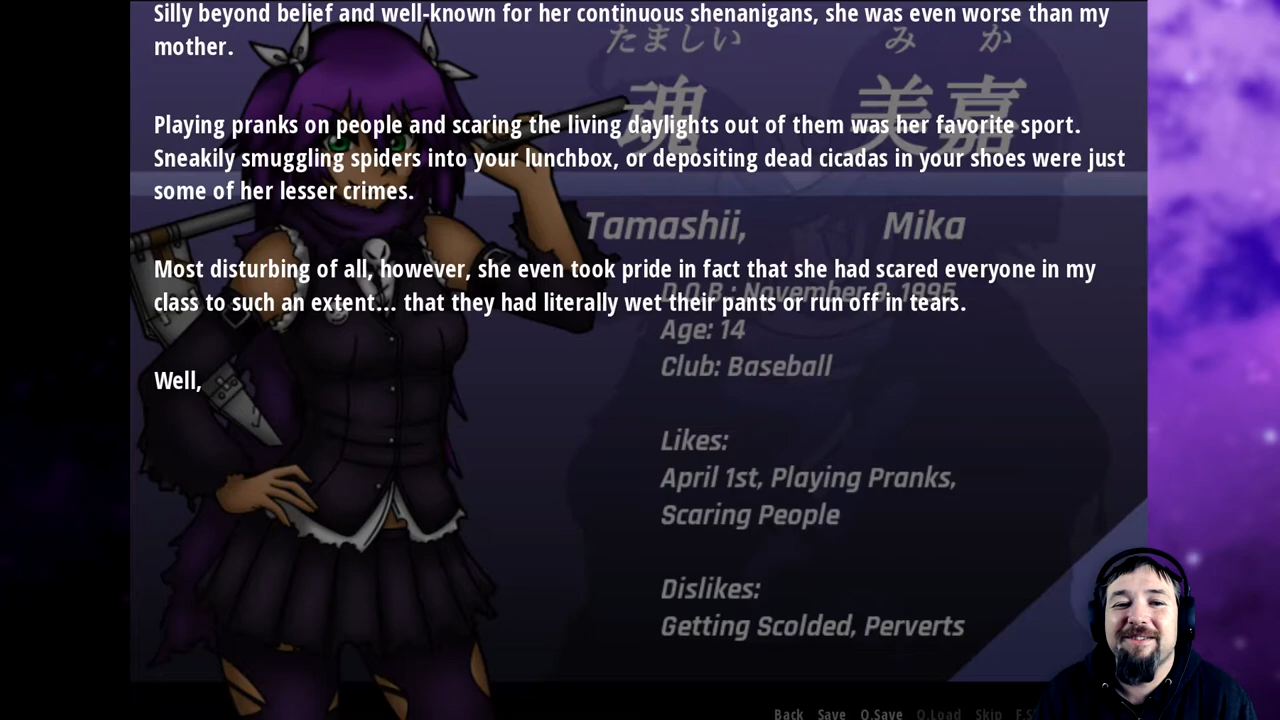 Silly beyond belief and well-known for her continuous shenanigans, she was even worse than my
mother.
たましい み か
魂 美嘉
Playing pranks on people and scaring the living daylights out of them was her favorite sport.
Sneakily smuggling spiders into your lunchbox, or depositing dead cicadas in your shoes were just
some of her lesser crimes.
Tamashii, Mika
Most disturbing of all, however, she even took pride in fact that she had scared everyone in my
D.O.B.: November 9, 1895
class to such an extent... that they had literally wet their pants or run off in tears.
Age: 14
Club: Baseball
Well,
Likes:
April 1st, Playing Pranks,
Scaring People
Dislikes:
Getting Scolded, Perverts
Back Save Q.Save Q.Load Skip